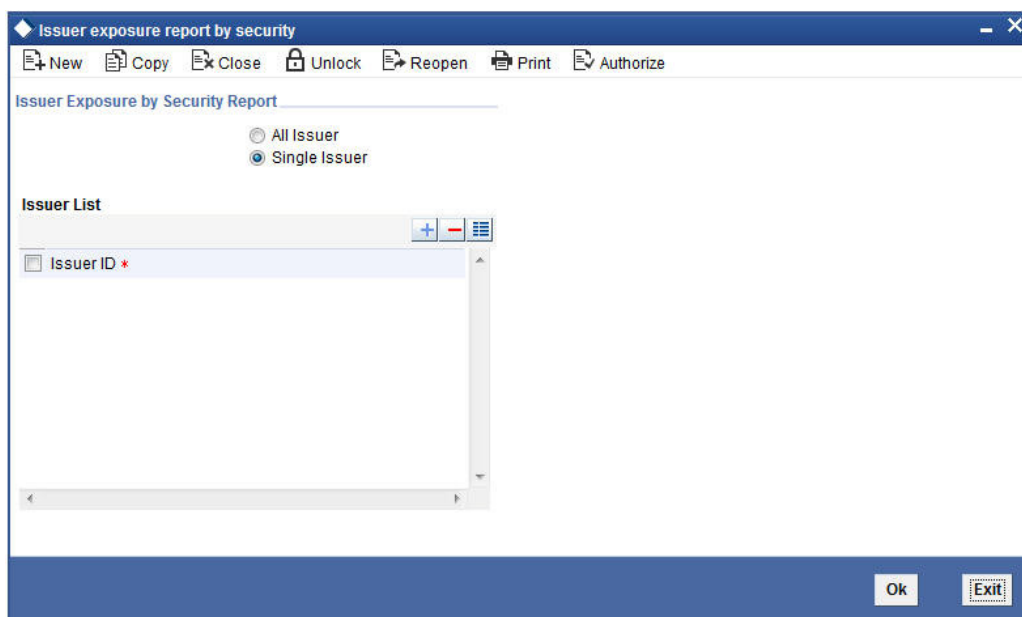 Issuer exposure report by security
New Copy Close Unlock Reopen Print Authorize
Issuer Exposure by Security Report
All Issuer
Single Issuer
Issuer List
Issuer ID *
Ok Exit